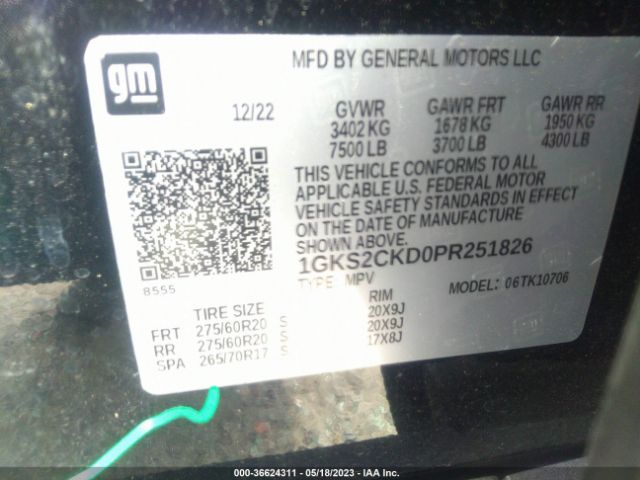 gm
MFD BY GENERAL MOTORS LLC
12/22
GVWR GAWR FRT GAWR RR
3402 KG 1678 KG 1950 KG
7500 LB 3700 LB 4300 LB
THIS VEHICLE CONFORMS TO ALL
APPLICABLE U.S. FEDERAL MOTOR
VEHICLE SAFETY STANDARDS IN EFFECT
ON THE DATE OF MANUFACTURE
SHOWN ABOVE.
1GKS2CKD0PR251826
8555
TYPE: MPV MODEL: 06TK10706
TIRE SIZE RIM
FRT 275/60R20 S 20X9J
RR 275/60R20 S 20X9J
SPA 265/70R17 S 17X8J
000-36624311 - 05/18/2023 - IAA Inc.